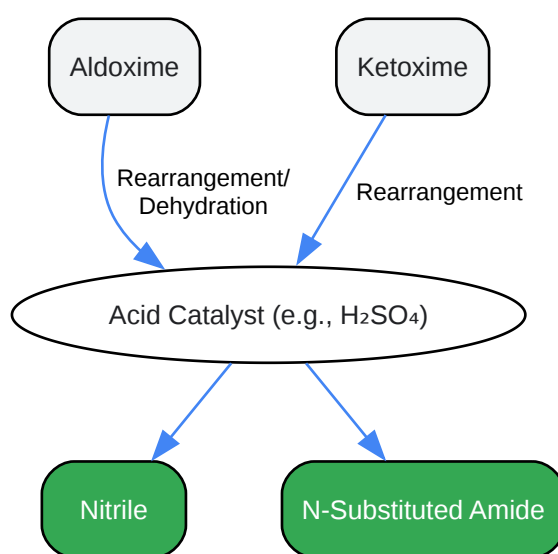 Aldoxime
Ketoxime
Rearrangement/
Dehydration
Rearrangement
Acid Catalyst (e.g., H₂SO₄)
Nitrile
N-Substituted Amide